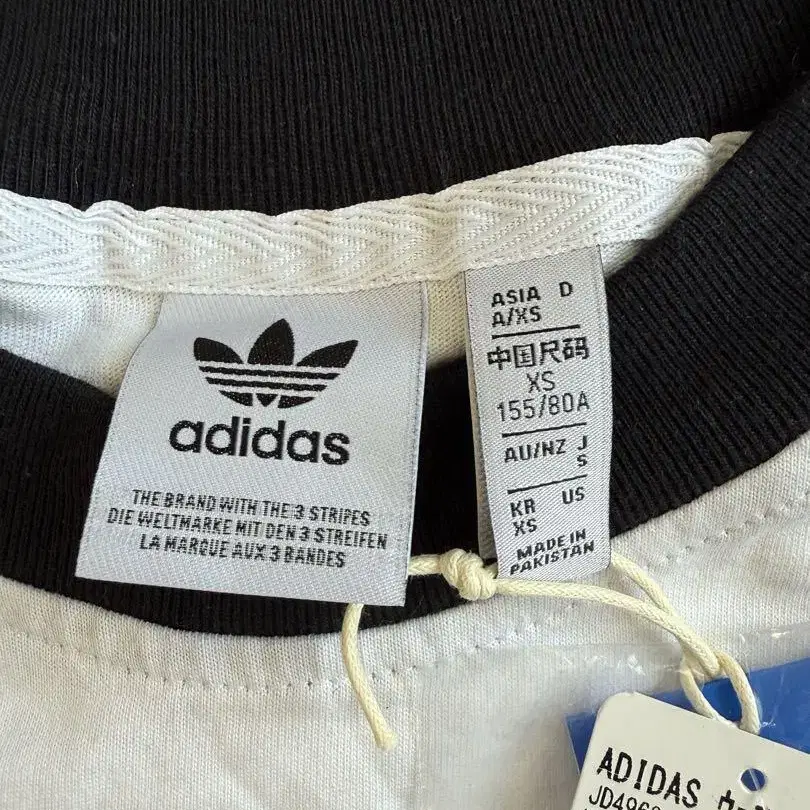 adidas
THE BRAND WITH THE 3 STRIPES
DIE WELTMARKE MIT DEN 3 STREIFEN
LA MARQUE AUX 3 BANDES
ASIA D
A/XS
中国尺码
XS
155/80A
AU/NZ J
S
KR US
XS
MADE IN
PAKISTAN
ADIDAS